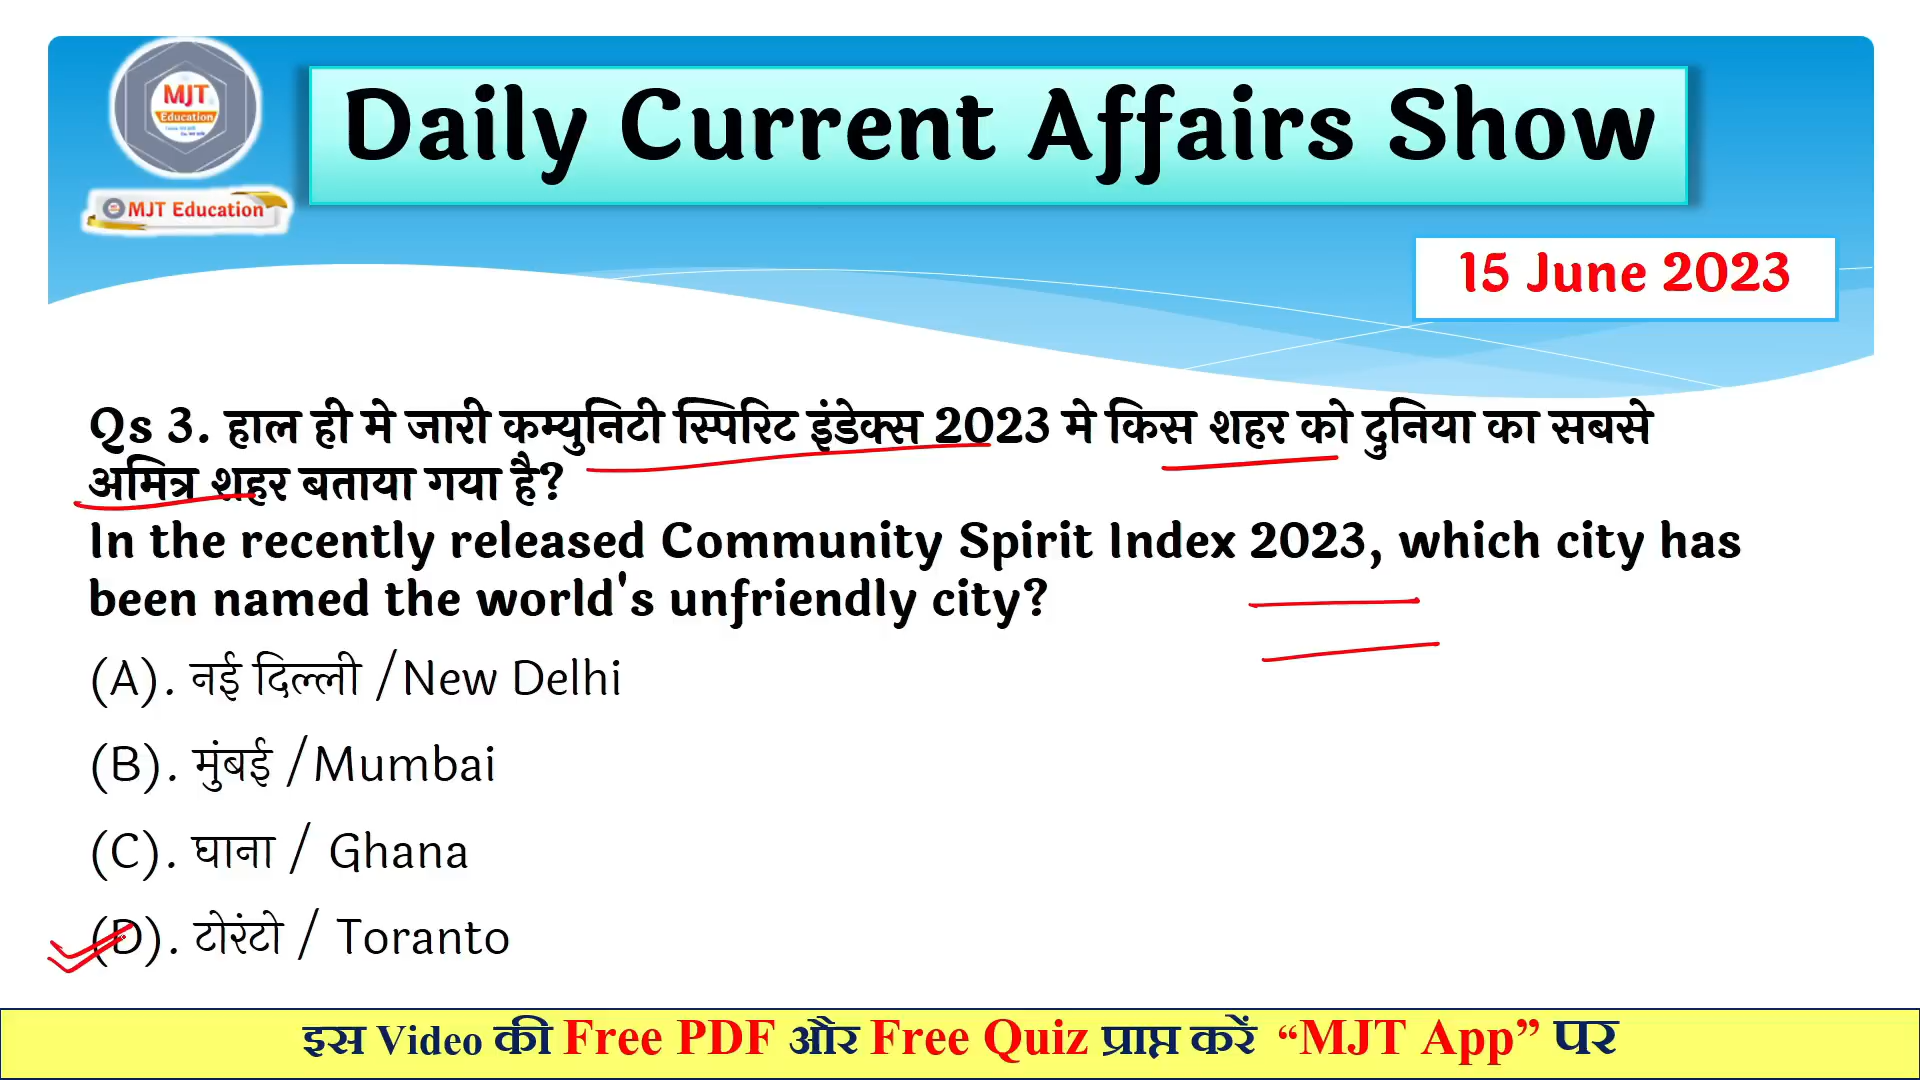 MJT
Education
MJT Education
Daily Current Affairs Show
15 June 2023
Qs 3. हाल ही मे जारी कम्युनिटी स्पिरिट इंडेक्स 2023 मे किस शहर को दुनिया का सबसे
अमित्र शहर बताया गया है?
In the recently released Community Spirit Index 2023, which city has
been named the world's unfriendly city?
(A). नई दिल्ली /New Delhi
(B). मुंबई /Mumbai
(C). घाना / Ghana
(D). टोरंटो / Toranto
इस Video की Free PDF और Free Quiz प्राप्त करें “MJT App” पर